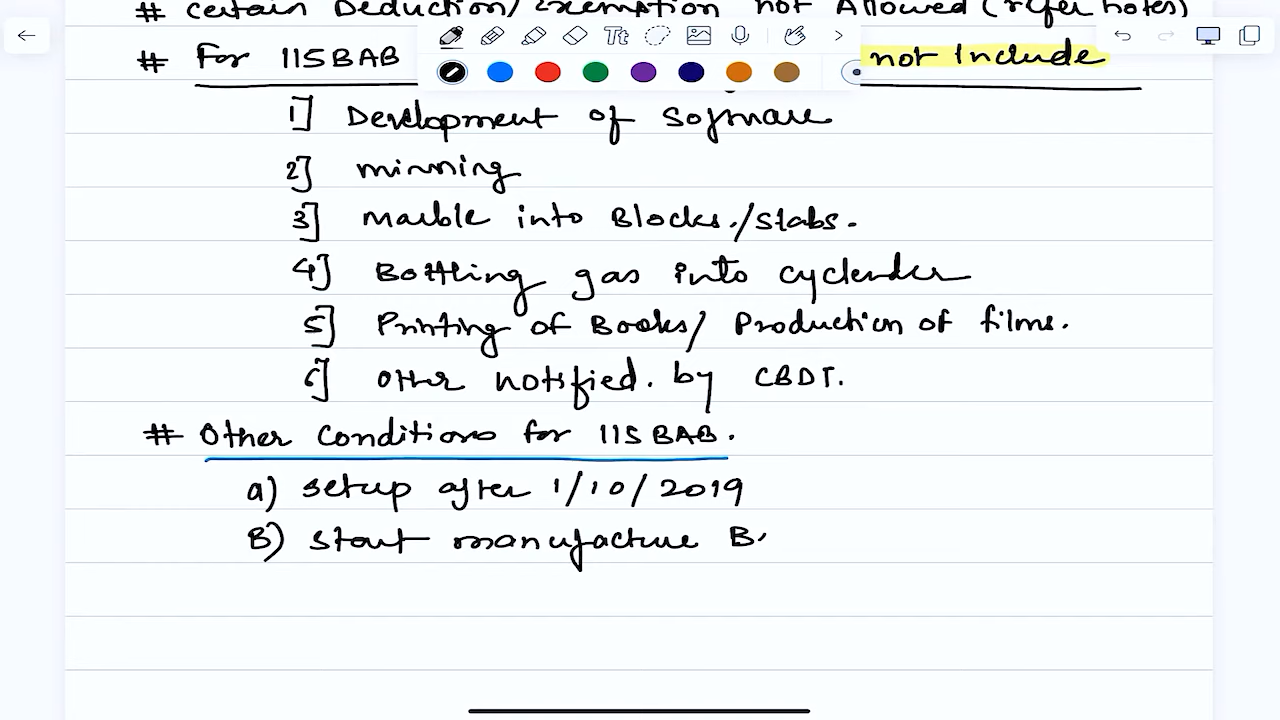 # Certain Deduction/Exemption not Allowed (refer notes)
# For 115BAB not Include
1] Development of Software
2] minning
3] Marble into Blocks./slabs.
4] Bottling gas into cyclender
5] Printing of Books/ Production of films.
6] Other notified. by CBDT.
# Other Conditions for 115BAB.
a) setup after 1/10/2019
B) start manufacture B